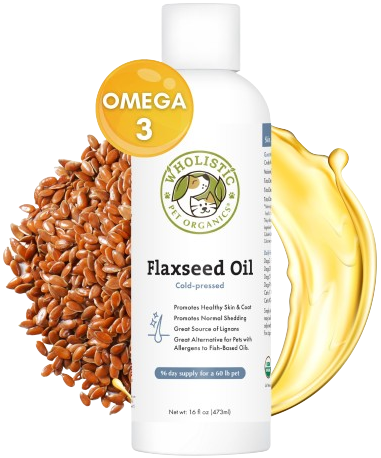 OMEGA
3
WHOLISTIC
PET ORGANICS
®
Flaxseed Oil
Cold-pressed
Promotes Healthy Skin & Coat
Promotes Normal Shedding
Great Source of Lignans
Great Alternative for Pets with
Allergens to Fish-Based Oils.
96 day supply for a 60 lb pet
Net wt: 16 fl oz (473ml)